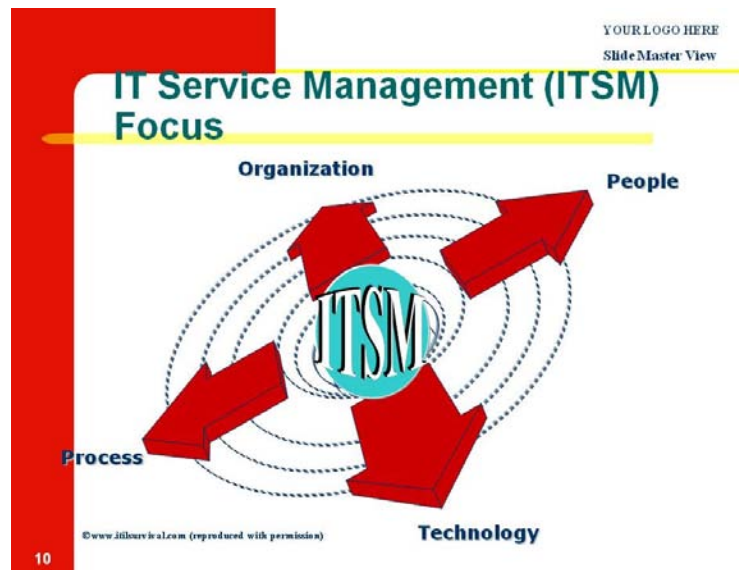 YOUR LOGO HERE
Slide Master View
IT Service Management (ITSM)
Focus
Organization
People
ITSM
Process
Technology
©www.itilsurvival.com (reproduced with permission)
10